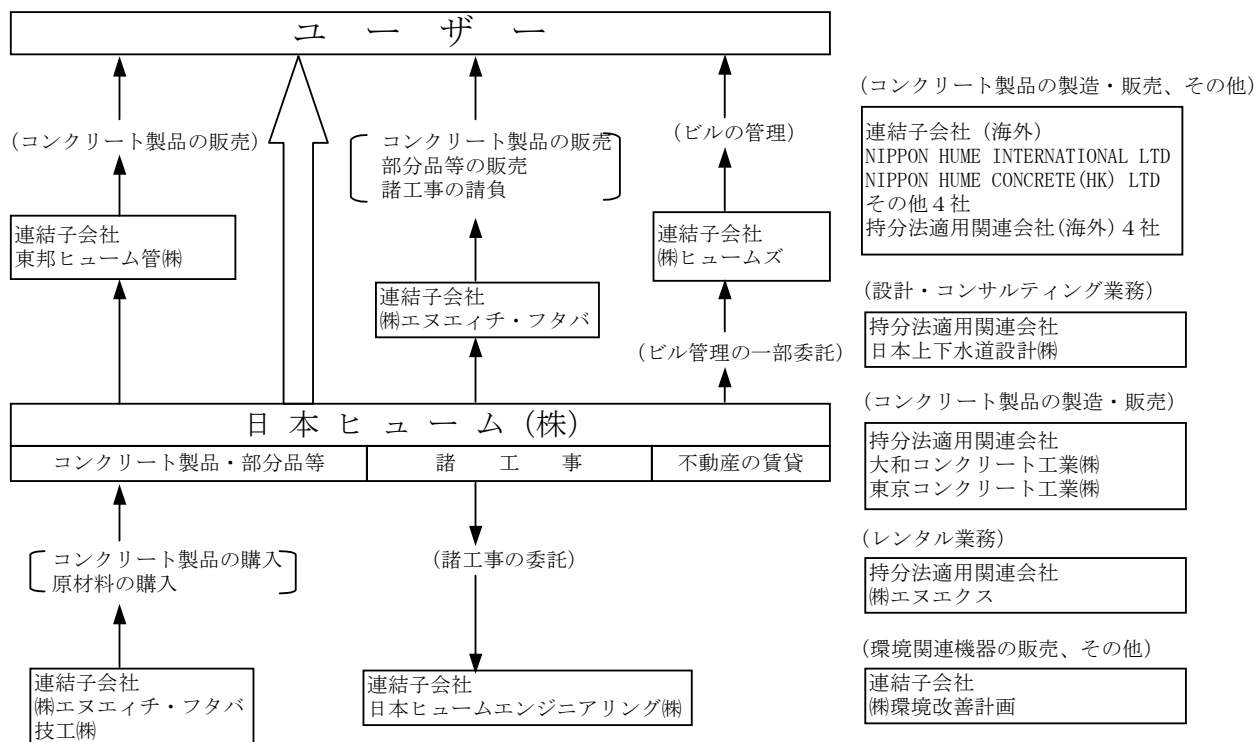 ユーザー
(コンクリート製品の販売)
コンクリート製品の販売
部分品等の販売
諸工事の請負
(ビルの管理)
連結子会社
東邦ヒューム管㈱
連結子会社
㈱エヌエィチ・フタバ
連結子会社
㈱ヒュームズ
(ビル管理の一部委託)
日本ヒューム(株)
コンクリート製品・部分品等
諸工事
不動産の賃貸
コンクリート製品の購入
原材料の購入
(諸工事の委託)
連結子会社
㈱エヌエィチ・フタバ
技工㈱
連結子会社
日本ヒュームエンジニアリング㈱
(コンクリート製品の製造・販売、その他)
連結子会社(海外)
NIPPON HUME INTERNATIONAL LTD
NIPPON HUME CONCRETE(HK) LTD
その他4社
持分法適用関連会社(海外)4社
(設計・コンサルティング業務)
持分法適用関連会社
日本上下水道設計㈱
(コンクリート製品の製造・販売)
持分法適用関連会社
大和コンクリート工業㈱
東京コンクリート工業㈱
(レンタル業務)
持分法適用関連会社
㈱エヌエクス
(環境関連機器の販売、その他)
連結子会社
㈱環境改善計画